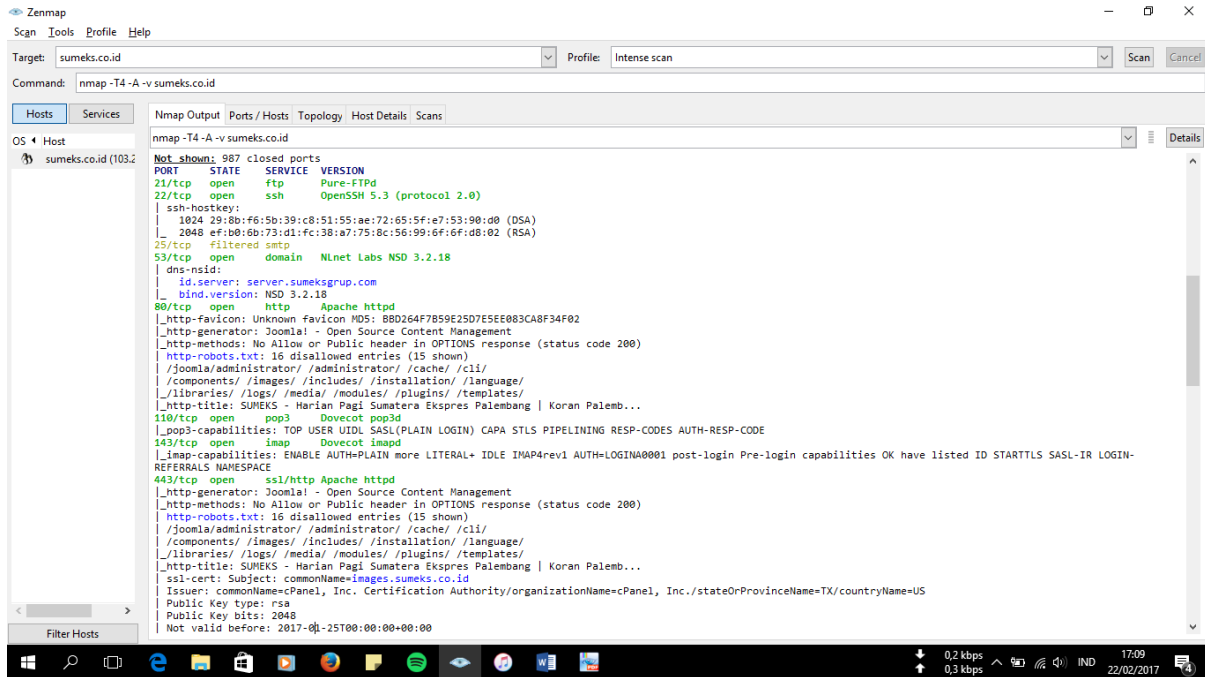 Zenmap
Scan Tools Profile Help
Target: sumeks.co.id Profile: Intense scan Scan Cancel
Command: nmap -T4 -A -v sumeks.co.id
Hosts Services
Nmap Output Ports / Hosts Topology Host Details Scans
OS Host
sumeks.co.id (103.2
nmap -T4 -A -v sumeks.co.id Details
Not shown: 987 closed ports
PORT STATE SERVICE VERSION
21/tcp open ftp Pure-FTPd
22/tcp open ssh OpenSSH 5.3 (protocol 2.0)
| ssh-hostkey:
| 1024 29:8b:f6:5b:39:c8:51:55:ae:72:65:5f:e7:53:90:d0 (DSA)
|_ 2048 ef:b0:6b:73:d1:fc:38:a7:75:8c:56:99:6f:6f:d8:02 (RSA)
25/tcp filtered smtp
53/tcp open domain NLnet Labs NSD 3.2.18
| dns-nsid:
| id.server: server.sumeksgrup.com
|_ bind.version: NSD 3.2.18
80/tcp open http Apache httpd
|_http-favicon: Unknown favicon MD5: BBD264F7B59E25D7E5EE083CA8F34F02
|_http-generator: Joomla! - Open Source Content Management
|_http-methods: No Allow or Public header in OPTIONS response (status code 200)
| http-robots.txt: 16 disallowed entries (15 shown)
| /joomla/administrator/ /administrator/ /cache/ /cli/
| /components/ /images/ /includes/ /installation/ /language/
|_/libraries/ /logs/ /media/ /modules/ /plugins/ /templates/
|_http-title: SUMEKS - Harian Pagi Sumatera Ekspres Palembang | Koran Palemb...
110/tcp open pop3 Dovecot pop3d
|_pop3-capabilities: TOP USER UIDL SASL(PLAIN LOGIN) CAPA STLS PIPELINING RESP-CODES AUTH-RESP-CODE
143/tcp open imap Dovecot imapd
|_imap-capabilities: ENABLE AUTH=PLAIN more LITERAL+ IDLE IMAP4rev1 AUTH=LOGINA0001 post-login Pre-login capabilities OK have listed ID STARTTLS SASL-IR LOGIN-
REFERRALS NAMESPACE
443/tcp open ssl/http Apache httpd
|_http-generator: Joomla! - Open Source Content Management
|_http-methods: No Allow or Public header in OPTIONS response (status code 200)
| http-robots.txt: 16 disallowed entries (15 shown)
| /joomla/administrator/ /administrator/ /cache/ /cli/
| /components/ /images/ /includes/ /installation/ /language/
|_/libraries/ /logs/ /media/ /modules/ /plugins/ /templates/
|_http-title: SUMEKS - Harian Pagi Sumatera Ekspres Palembang | Koran Palemb...
| ssl-cert: Subject: commonName=images.sumeks.co.id
| Issuer: commonName=cPanel, Inc. Certification Authority/organizationName=cPanel, Inc./stateOrProvinceName=TX/countryName=US
| Public Key type: rsa
| Public Key bits: 2048
| Not valid before: 2017-01-25T00:00:00+00:00
Filter Hosts
0,2 kbps
0,3 kbps
IND
17:09
22/02/2017
4